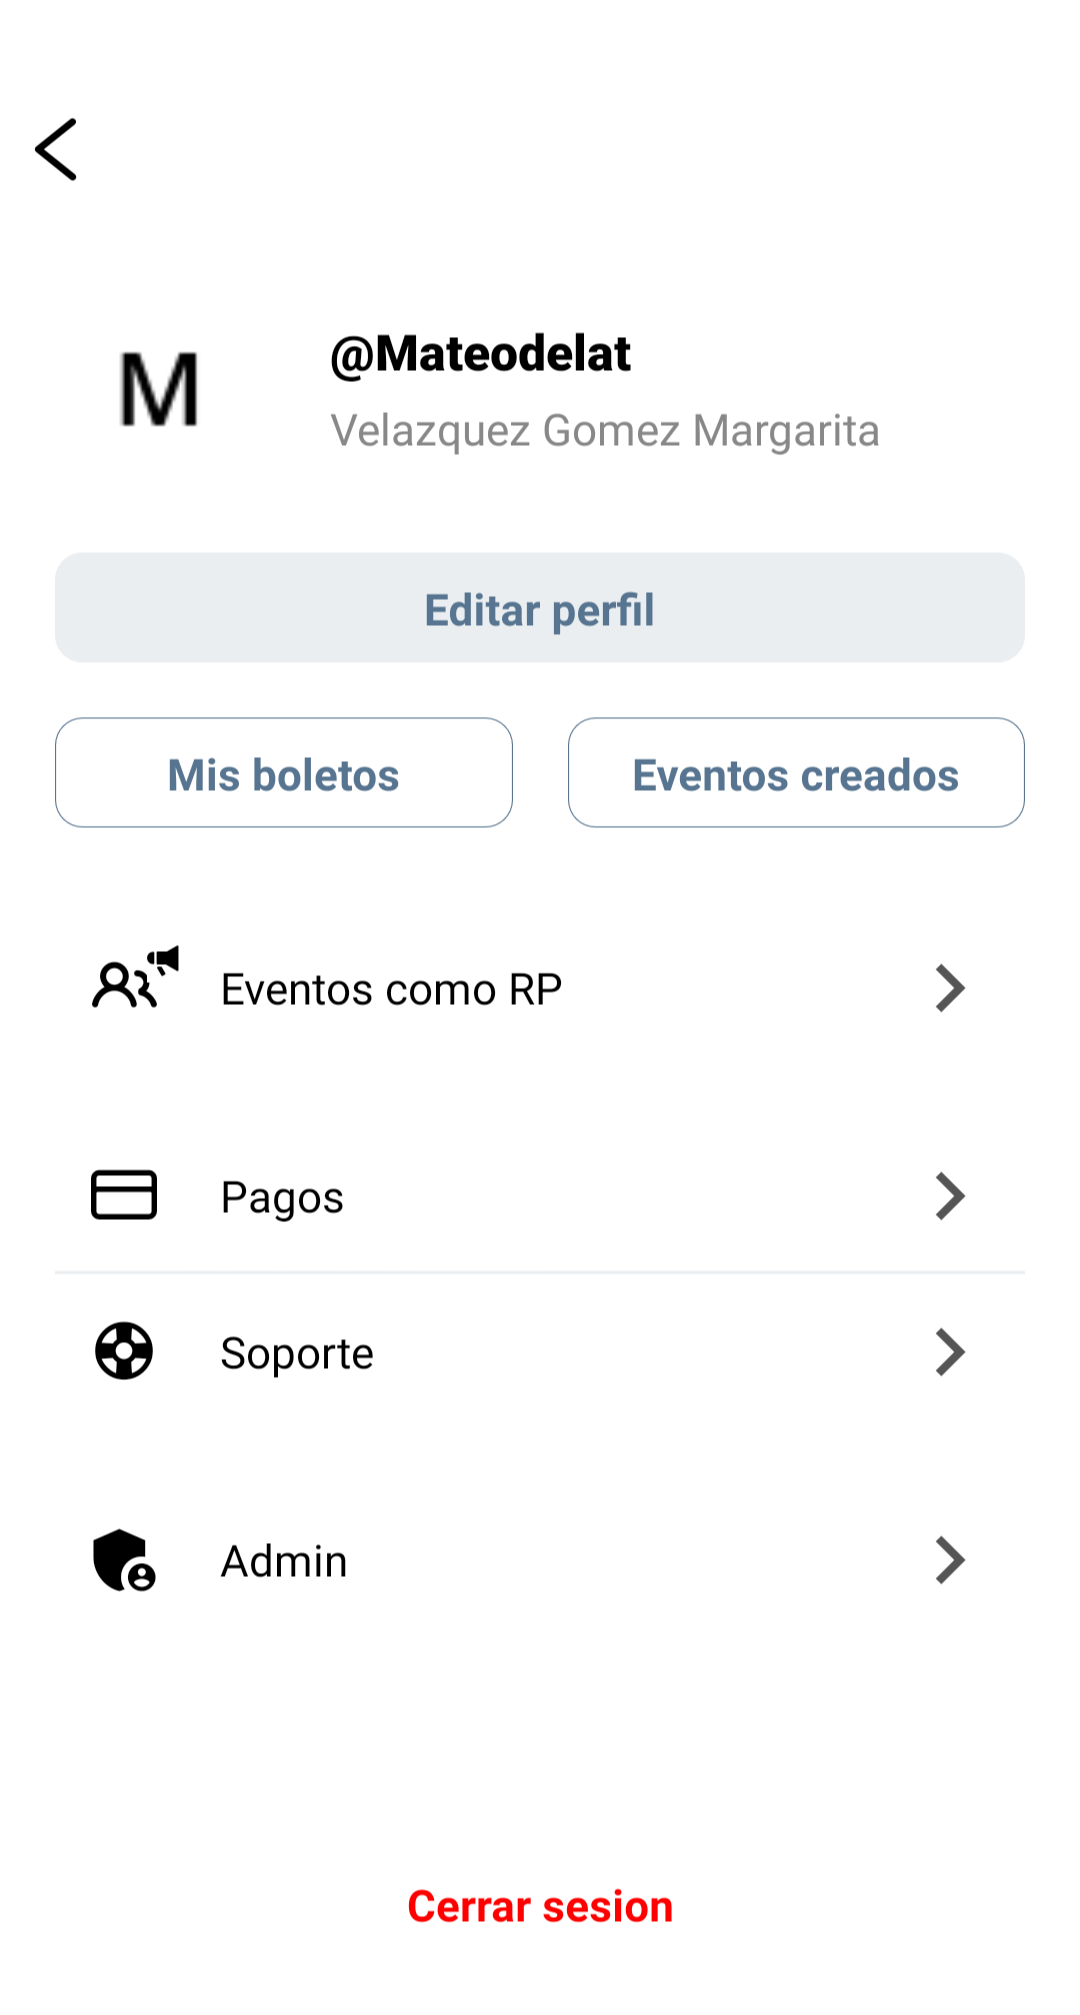 M
@Mateodelat
Velazquez Gomez Margarita
Editar perfil
Mis boletos
Eventos creados
Eventos como RP
Pagos
Soporte
Admin
Cerrar sesion